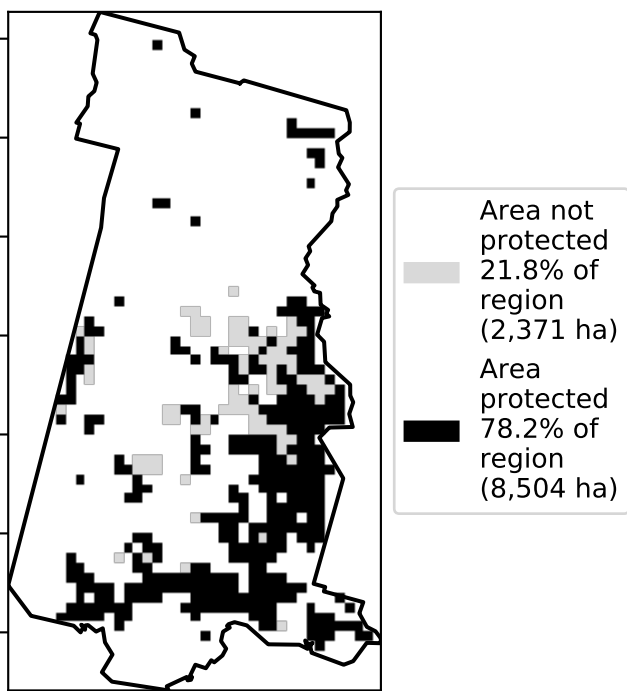 Area not
protected
21.8% of
region
(2,371 ha)
Area
protected
78.2% of
region
(8,504 ha)